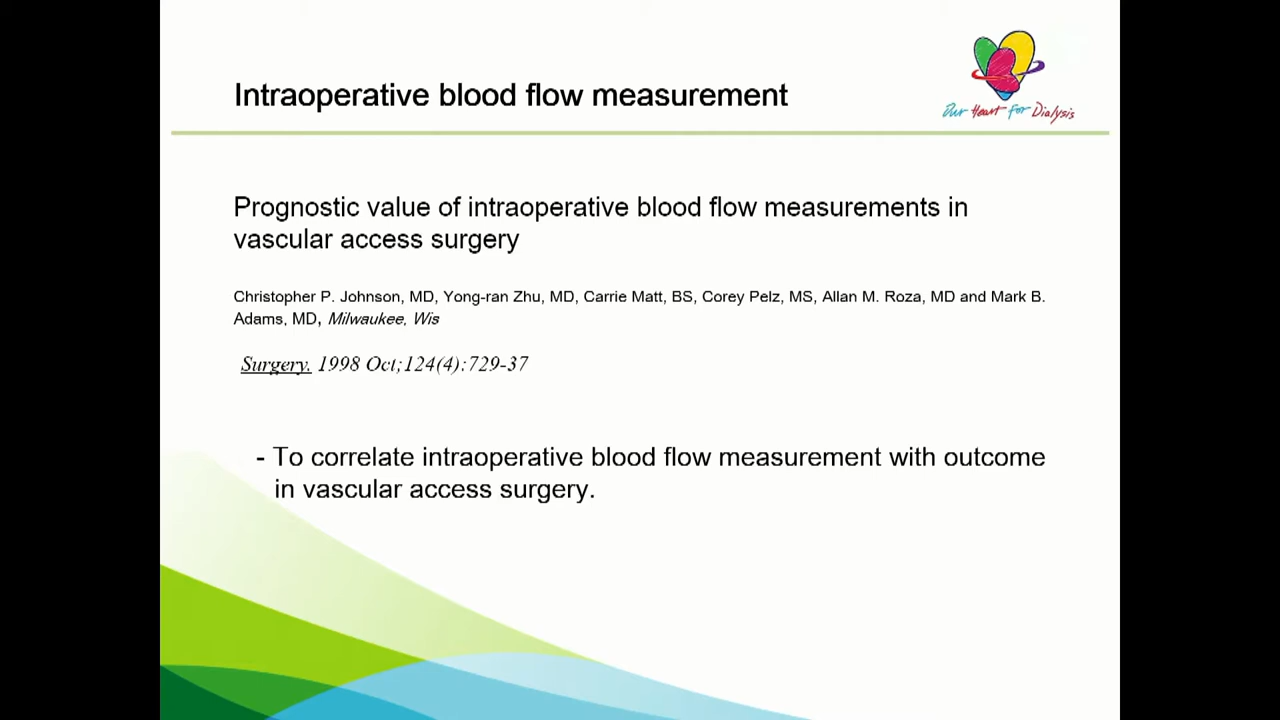 Intraoperative blood flow measurement
Our Heart For Dialysis
Prognostic value of intraoperative blood flow measurements in
vascular access surgery
Christopher P. Johnson, MD, Yong-ran Zhu, MD, Carrie Matt, BS, Corey Pelz, MS, Allan M. Roza, MD and Mark B.
Adams, MD, Milwaukee, Wis
Surgery. 1998 Oct;124(4):729-37
- To correlate intraoperative blood flow measurement with outcome
in vascular access surgery.